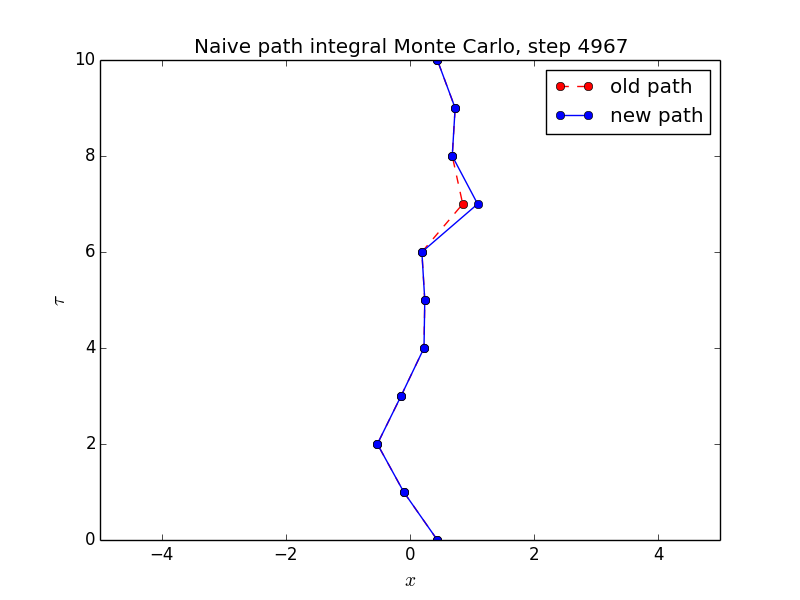 Naive path integral Monte Carlo, step 4967
old path
new path
10
8
6
4
2
0
τ
−4 −2 0 2 4
x